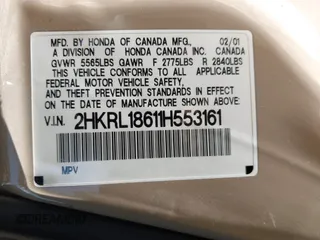 MFD. BY HONDA OF CANADA MFG., 02/01
A DIVISION OF HONDA CANADA INC. CANADA
GVWR 5565LBS GAWR F 2775LBS R 2840LBS
THIS VEHICLE CONFORMS TO ALL APPLICABLE
FEDERAL MOTOR VEHICLE SAFETY,
AND THEFT PREVENTION STANDARDS IN EFFECT
ON THE DATE OF MANUFACTURE SHOWN ABOVE.
V.I.N. 2HKRL18611H553161
MPV